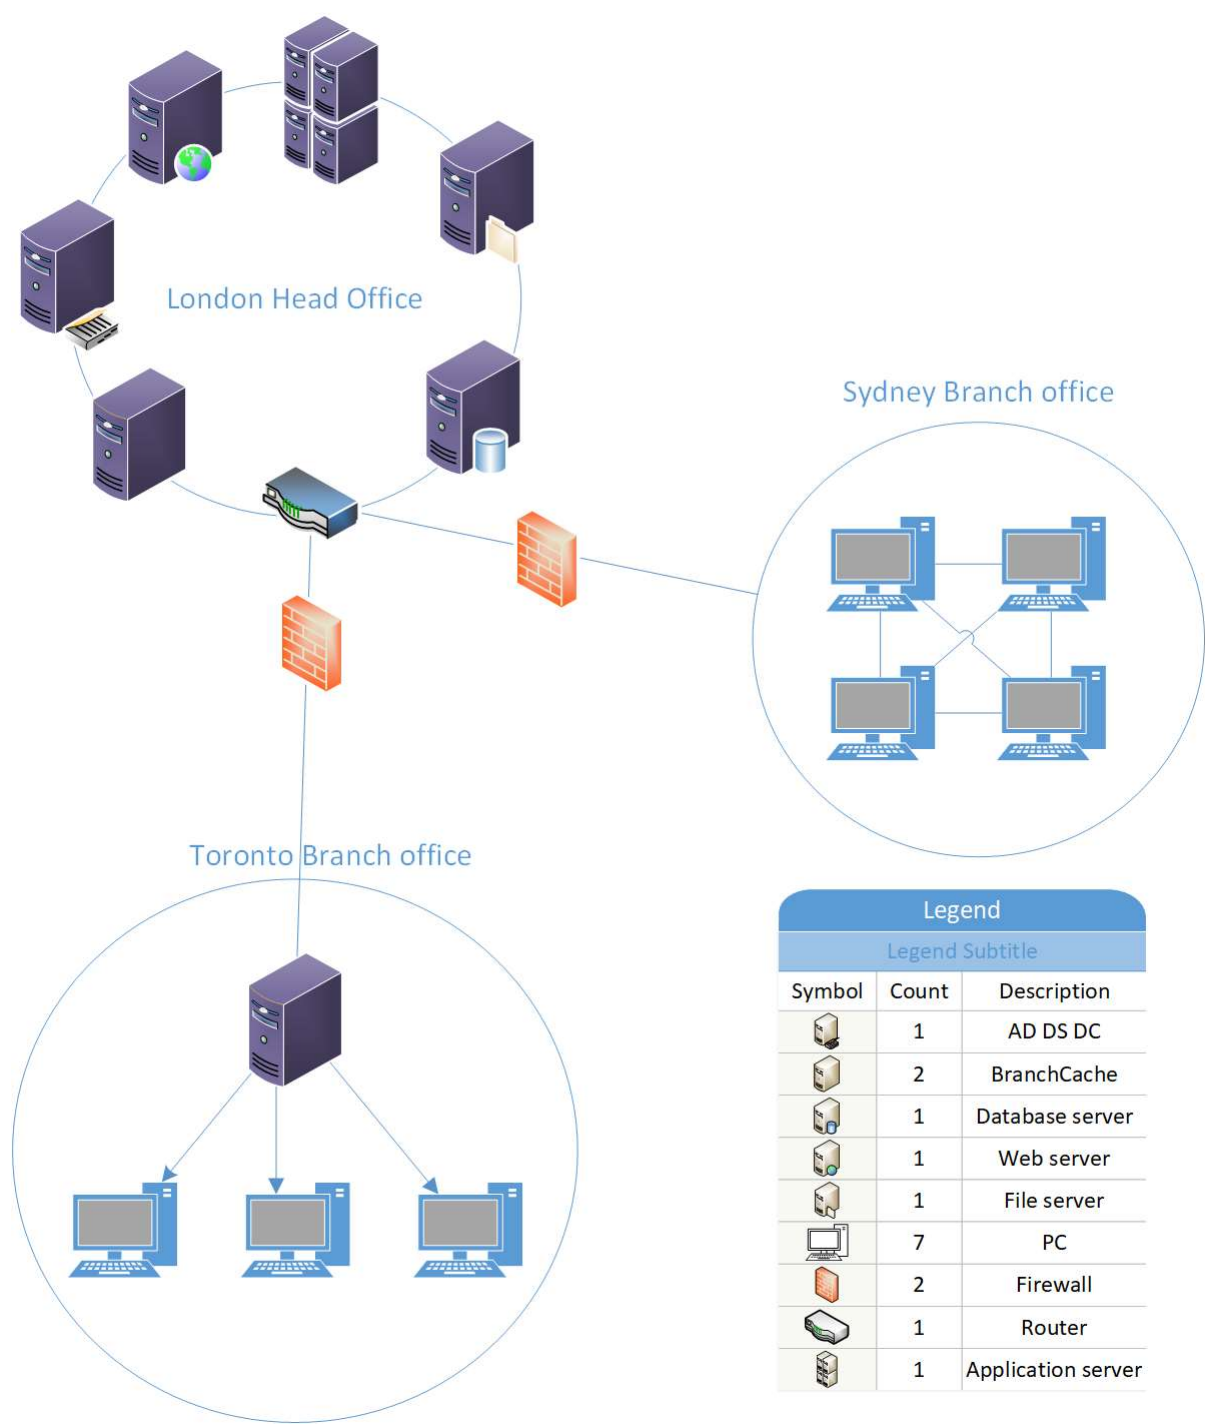 London Head Office
Sydney Branch office
Toronto Branch office
Legend
Legend Subtitle
Symbol Count Description
1 AD DS DC
2 BranchCache
1 Database server
1 Web server
1 File server
7 PC
2 Firewall
1 Router
1 Application server